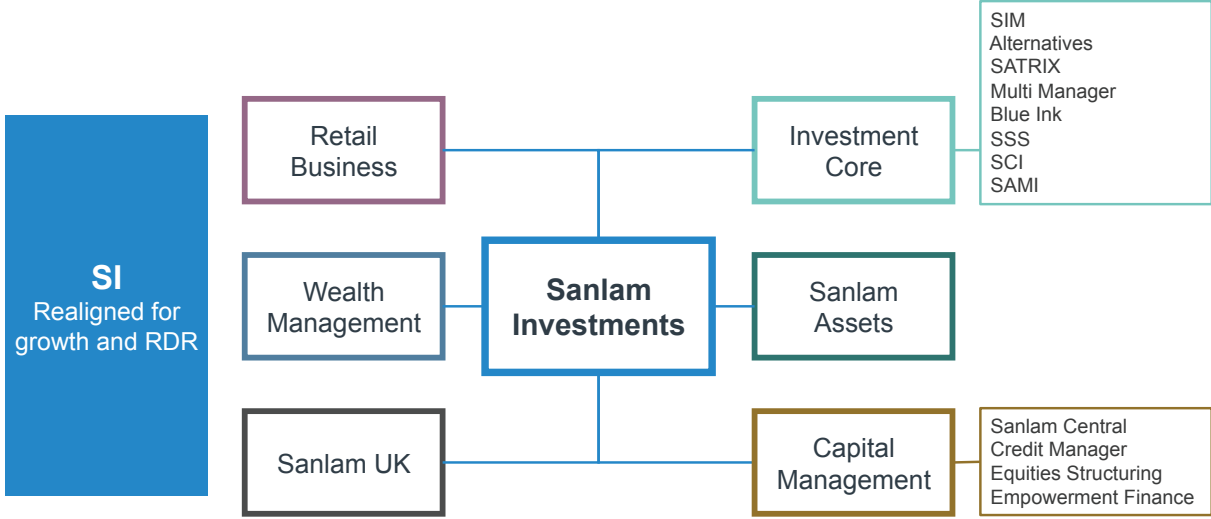 SI
Realigned for
growth and RDR
Retail
Business
Wealth
Management
Sanlam UK
Sanlam
Investments
Investment
Core
Sanlam
Assets
Capital
Management
SIM
Alternatives
SATRIX
Multi Manager
Blue Ink
SSS
SCI
SAMI
Sanlam Central
Credit Manager
Equities Structuring
Empowerment Finance